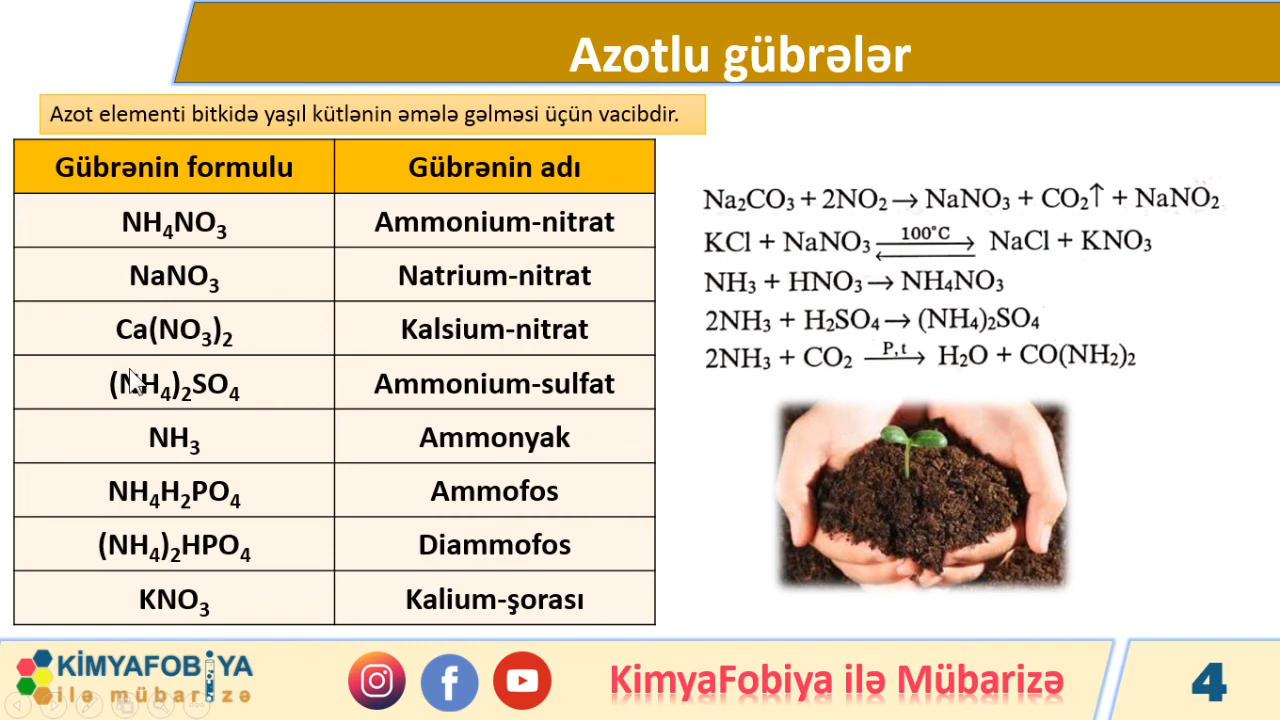 Azotlu gübrələr
Azot elementi bitkidə yaşıl kütlənin əmələ gəlməsi üçün vacibdir.
Gübrənin formulu Gübrənin adı
NH₄NO₃ Ammonium-nitrat
NaNO₃ Natrium-nitrat
Ca(NO₃)₂ Kalsium-nitrat
(NH₄)₂SO₄ Ammonium-sulfat
NH₃ Ammonyak
NH₄H₂PO₄ Ammofos
(NH₄)₂HPO₄ Diammofos
KNO₃ Kalium-şorası
Na₂CO₃ + 2NO₂ → NaNO₃ + CO₂↑ + NaNO₂
KCl + NaNO₃ ⇄ 100°C NaCl + KNO₃
NH₃ + HNO₃ → NH₄NO₃
2NH₃ + H₂SO₄ → (NH₄)₂SO₄
2NH₃ + CO₂ → P, t H₂O + CO(NH₂)₂
KİMYAFOBİYA
ilə mübarizə
KimyaFobiya ilə Mübarizə
4